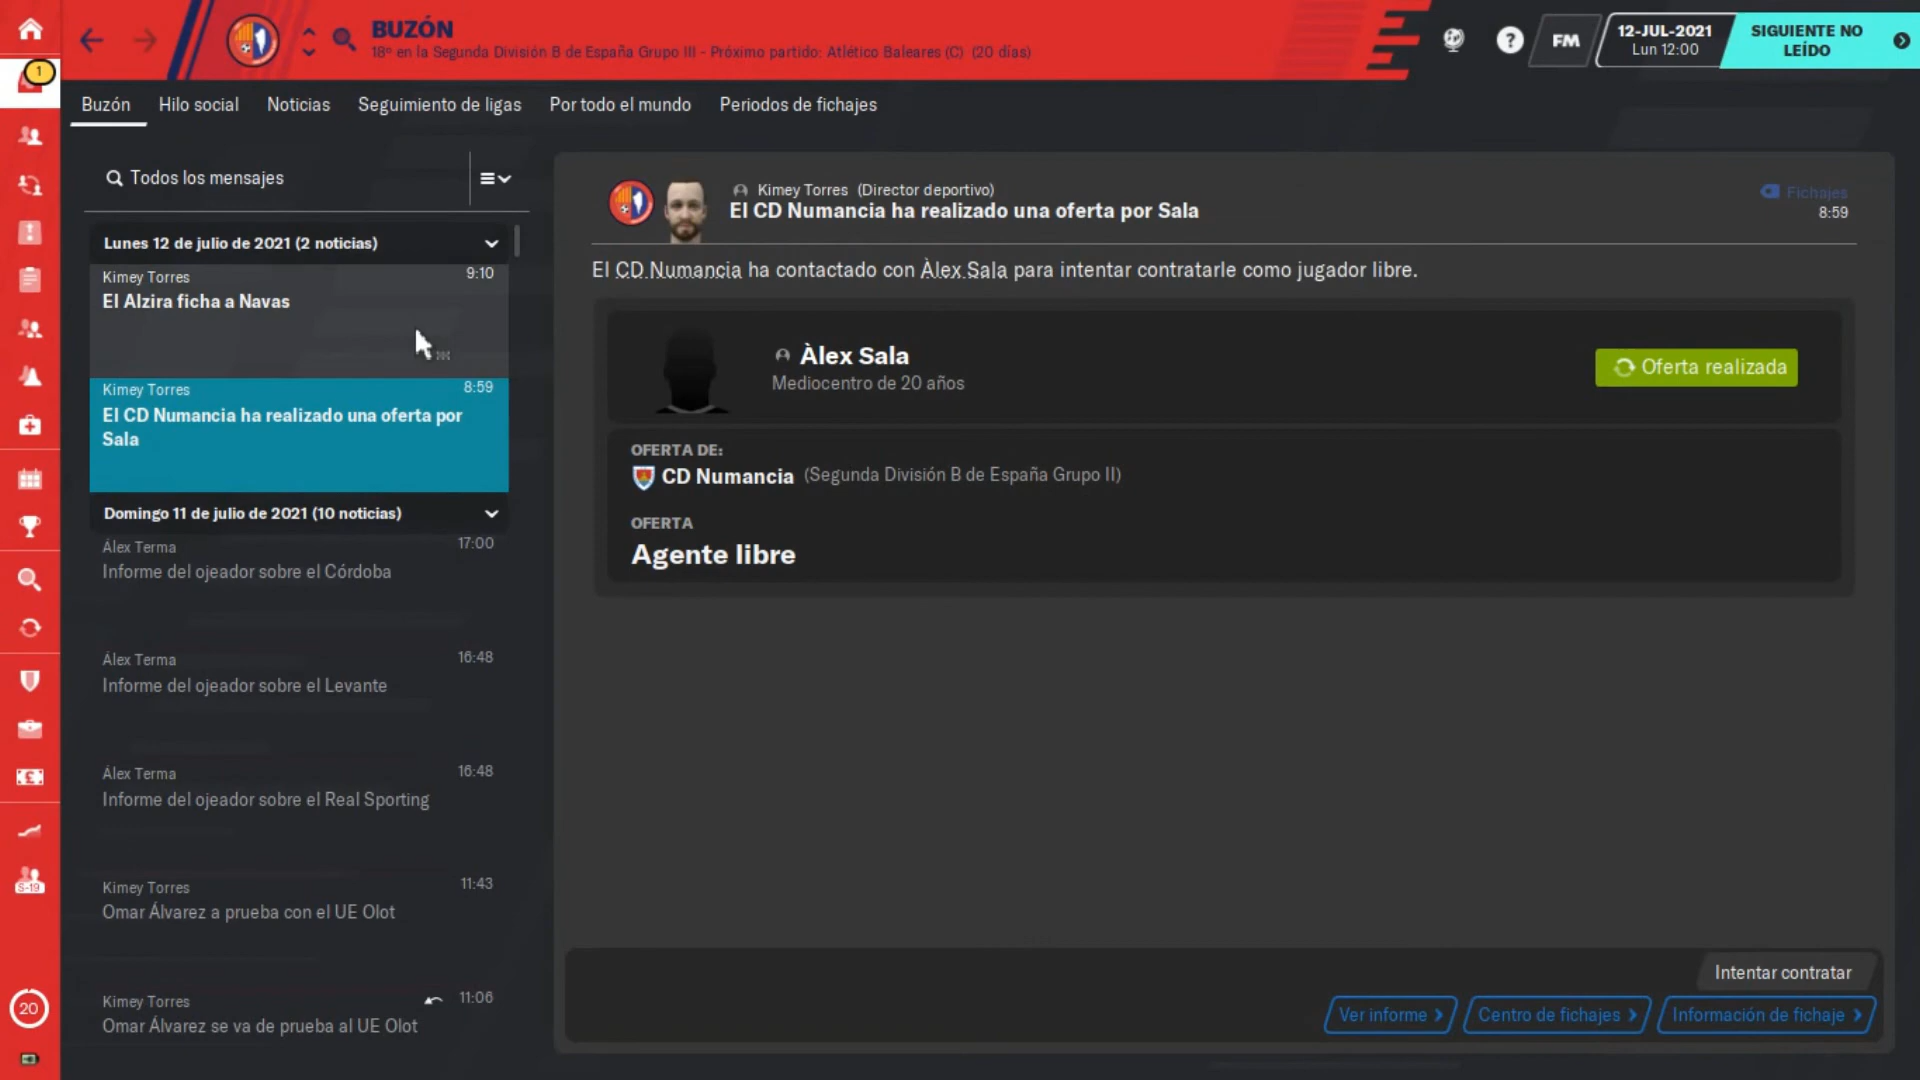 BUZÓN
18º en la Segunda División B de España Grupo III - Próximo partido: Atlético Baleares (C) (20 días)
FM
12-JUL-2021
Lun 12:00
SIGUIENTE NO
LEÍDO
1
Buzón
Hilo social
Noticias
Seguimiento de ligas
Por todo el mundo
Periodos de fichajes
Todos los mensajes
Lunes 12 de julio de 2021 (2 noticias)
Kimey Torres
9:10
El Alzira ficha a Navas
Kimey Torres
8:59
El CD Numancia ha realizado una oferta por
Sala
Domingo 11 de julio de 2021 (10 noticias)
Álex Terma
17:00
Informe del ojeador sobre el Córdoba
Álex Terma
16:48
Informe del ojeador sobre el Levante
Álex Terma
16:48
Informe del ojeador sobre el Real Sporting
Kimey Torres
11:43
Omar Álvarez a prueba con el UE Olot
Kimey Torres
11:06
Omar Álvarez se va de prueba al UE Olot
S-19
20
Kimey Torres (Director deportivo)
El CD Numancia ha realizado una oferta por Sala
Fichajes
8:59
El CD Numancia ha contactado con Àlex Sala para intentar contratarle como jugador libre.
Àlex Sala
Mediocentro de 20 años
Oferta realizada
OFERTA DE:
CD Numancia (Segunda División B de España Grupo II)
OFERTA
Agente libre
Intentar contratar
Ver informe
Centro de fichajes
Información de fichaje